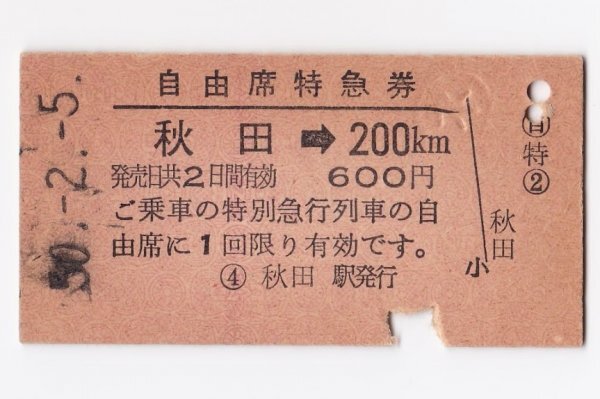 自由席特急券
秋田➡200km
発売日共2日間有効 600円
ご乗車の特別急行列車の自
由席に1回限り有効です。
④ 秋田 駅発行
50.-2.-5.
小
㊐特②
秋田